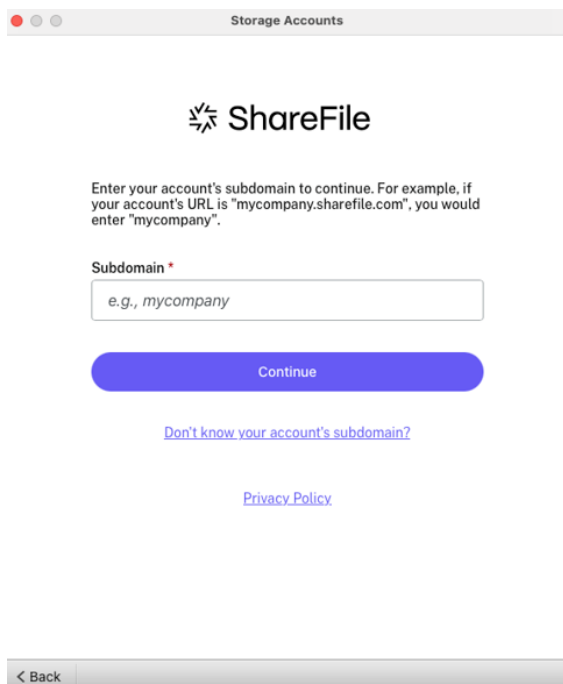 Storage Accounts
ShareFile
Enter your account's subdomain to continue. For example, if
your account's URL is "mycompany.sharefile.com", you would
enter "mycompany".
Subdomain *
e.g., mycompany
Continue
Don't know your account's subdomain?
Privacy Policy
< Back